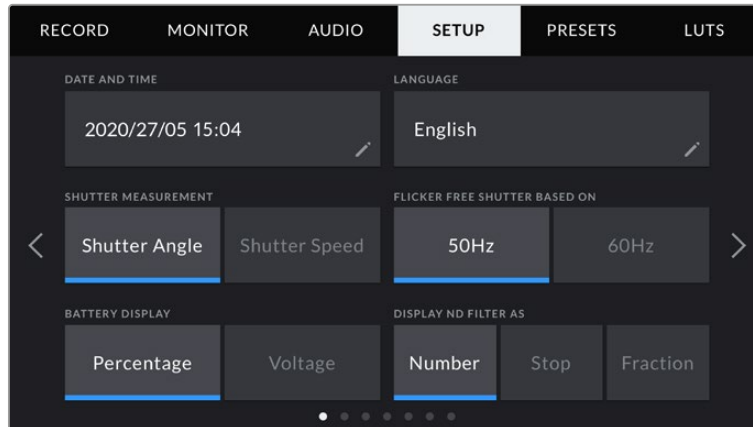 RECORD MONITOR AUDIO SETUP PRESETS LUTS
DATE AND TIME LANGUAGE
2020/27/05 15:04 English
SHUTTER MEASUREMENT FLICKER FREE SHUTTER BASED ON
Shutter Angle Shutter Speed 50Hz 60Hz
BATTERY DISPLAY DISPLAY ND FILTER AS
Percentage Voltage Number Stop Fraction